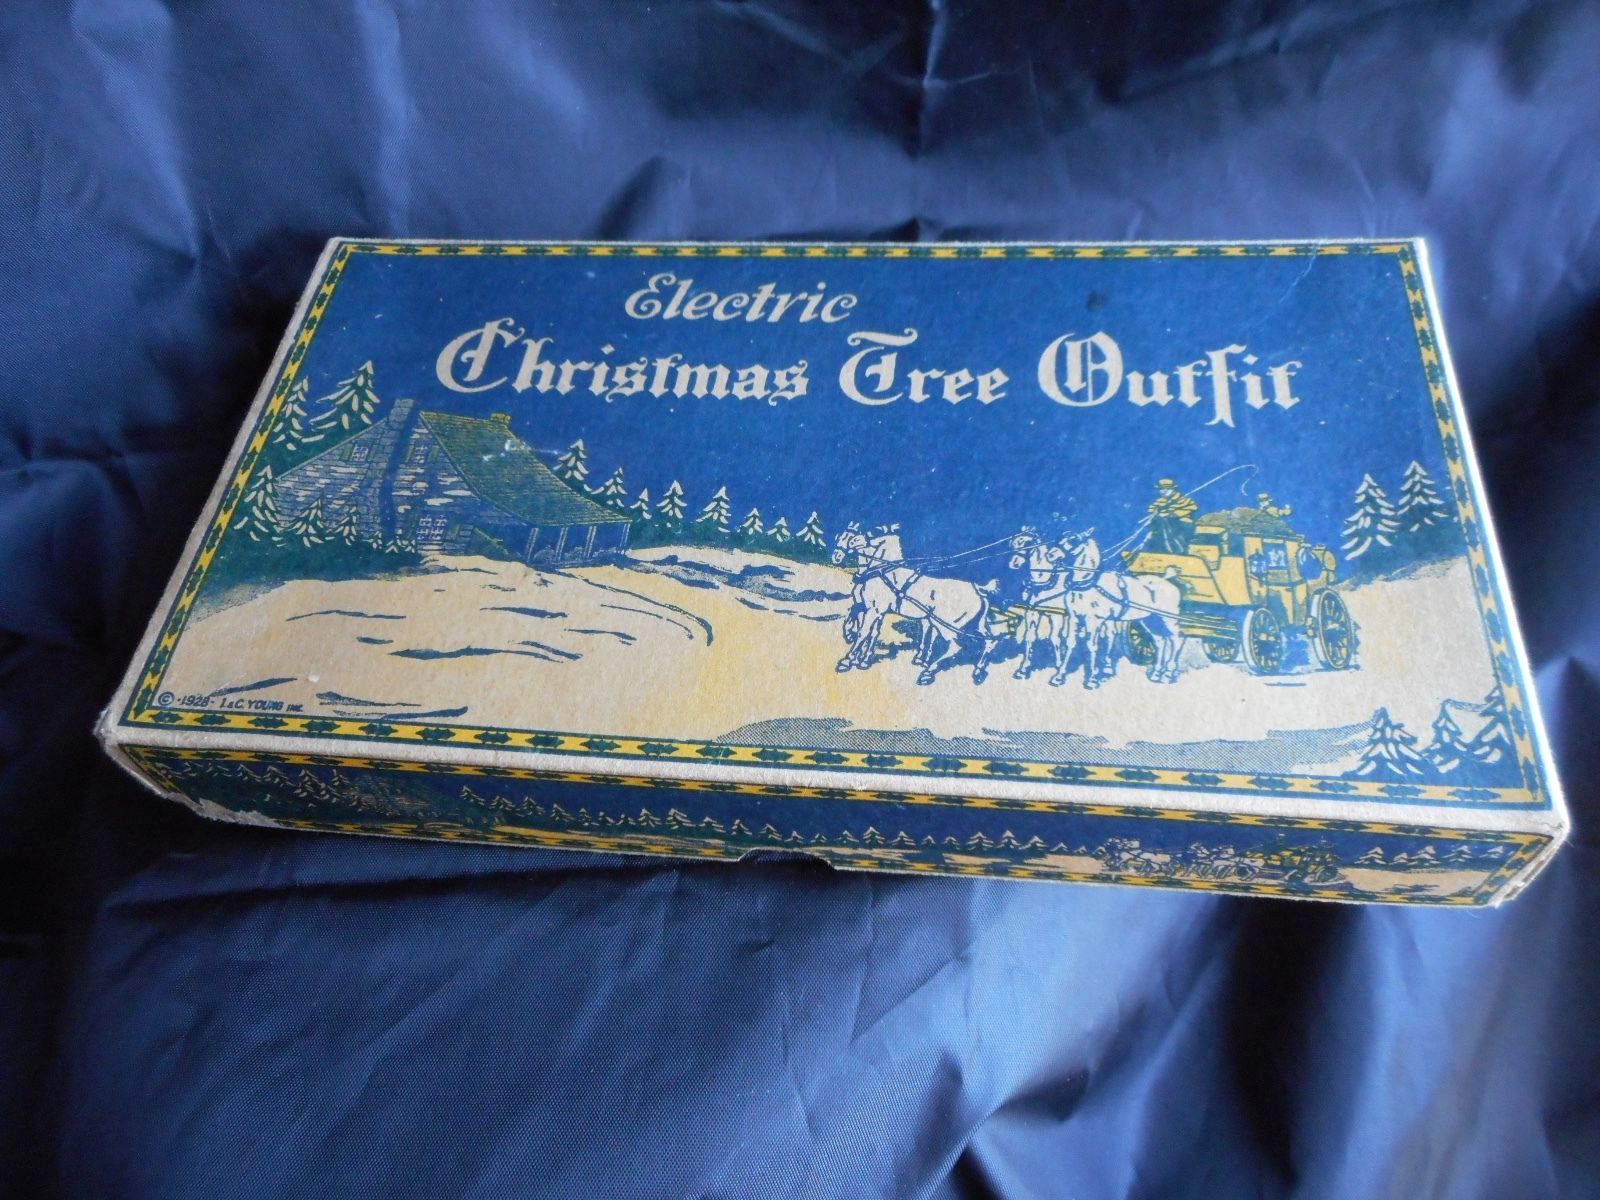 Electric
Christmas Tree Outfit
© -1928- I & C. YOUNG INC.